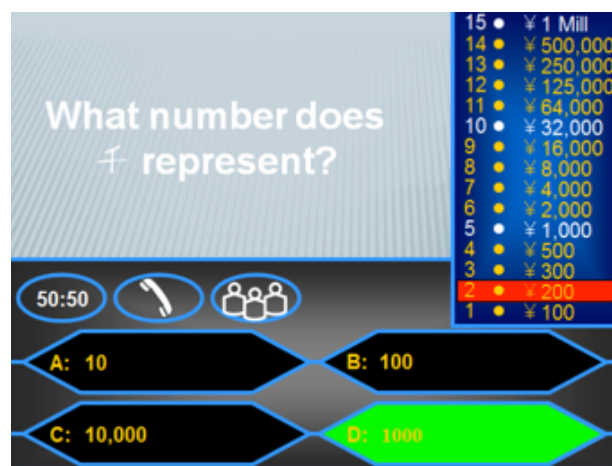 What number does
千 represent?
15 • ¥ 1 Mill
14 • ¥ 500,000
13 • ¥ 250,000
12 • ¥ 125,000
11 • ¥ 64,000
10 • ¥ 32,000
9 • ¥ 16,000
8 • ¥ 8,000
7 • ¥ 4,000
6 • ¥ 2,000
5 • ¥ 1,000
4 • ¥ 500
3 • ¥ 300
2 • ¥ 200
1 • ¥ 100
50:50
A: 10
B: 100
C: 10,000
D: 1000